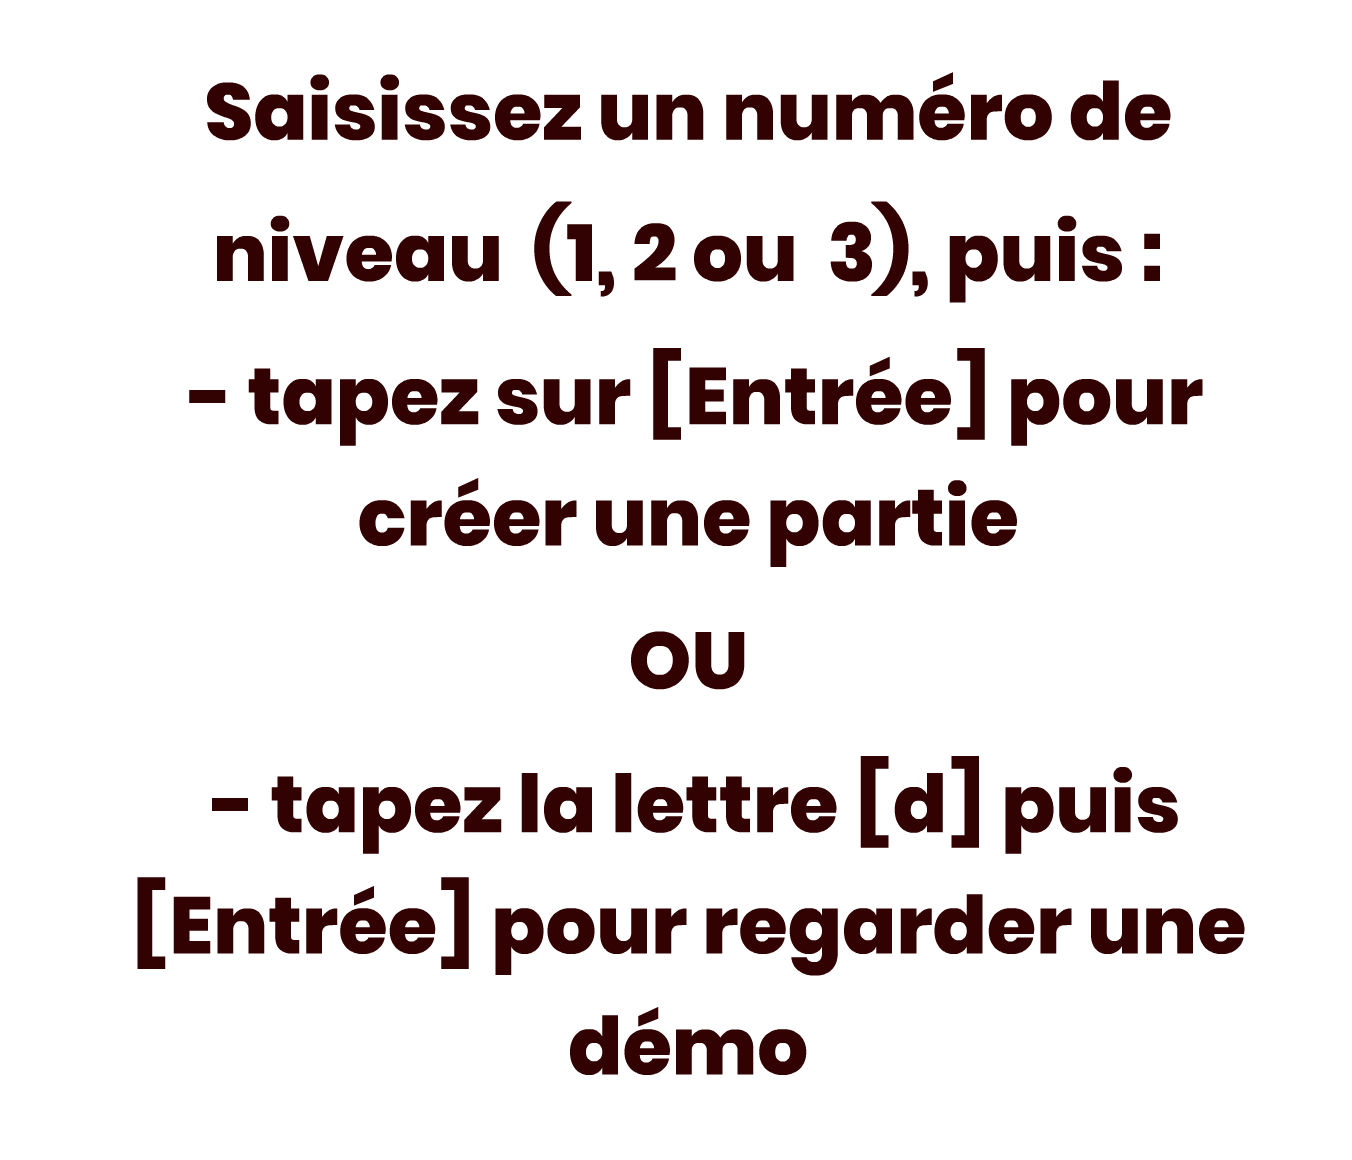 Saisissez un numéro de
niveau (1, 2 ou 3), puis :
- tapez sur [Entrée] pour
créer une partie
OU
- tapez la lettre [d] puis
[Entrée] pour regarder une
démo